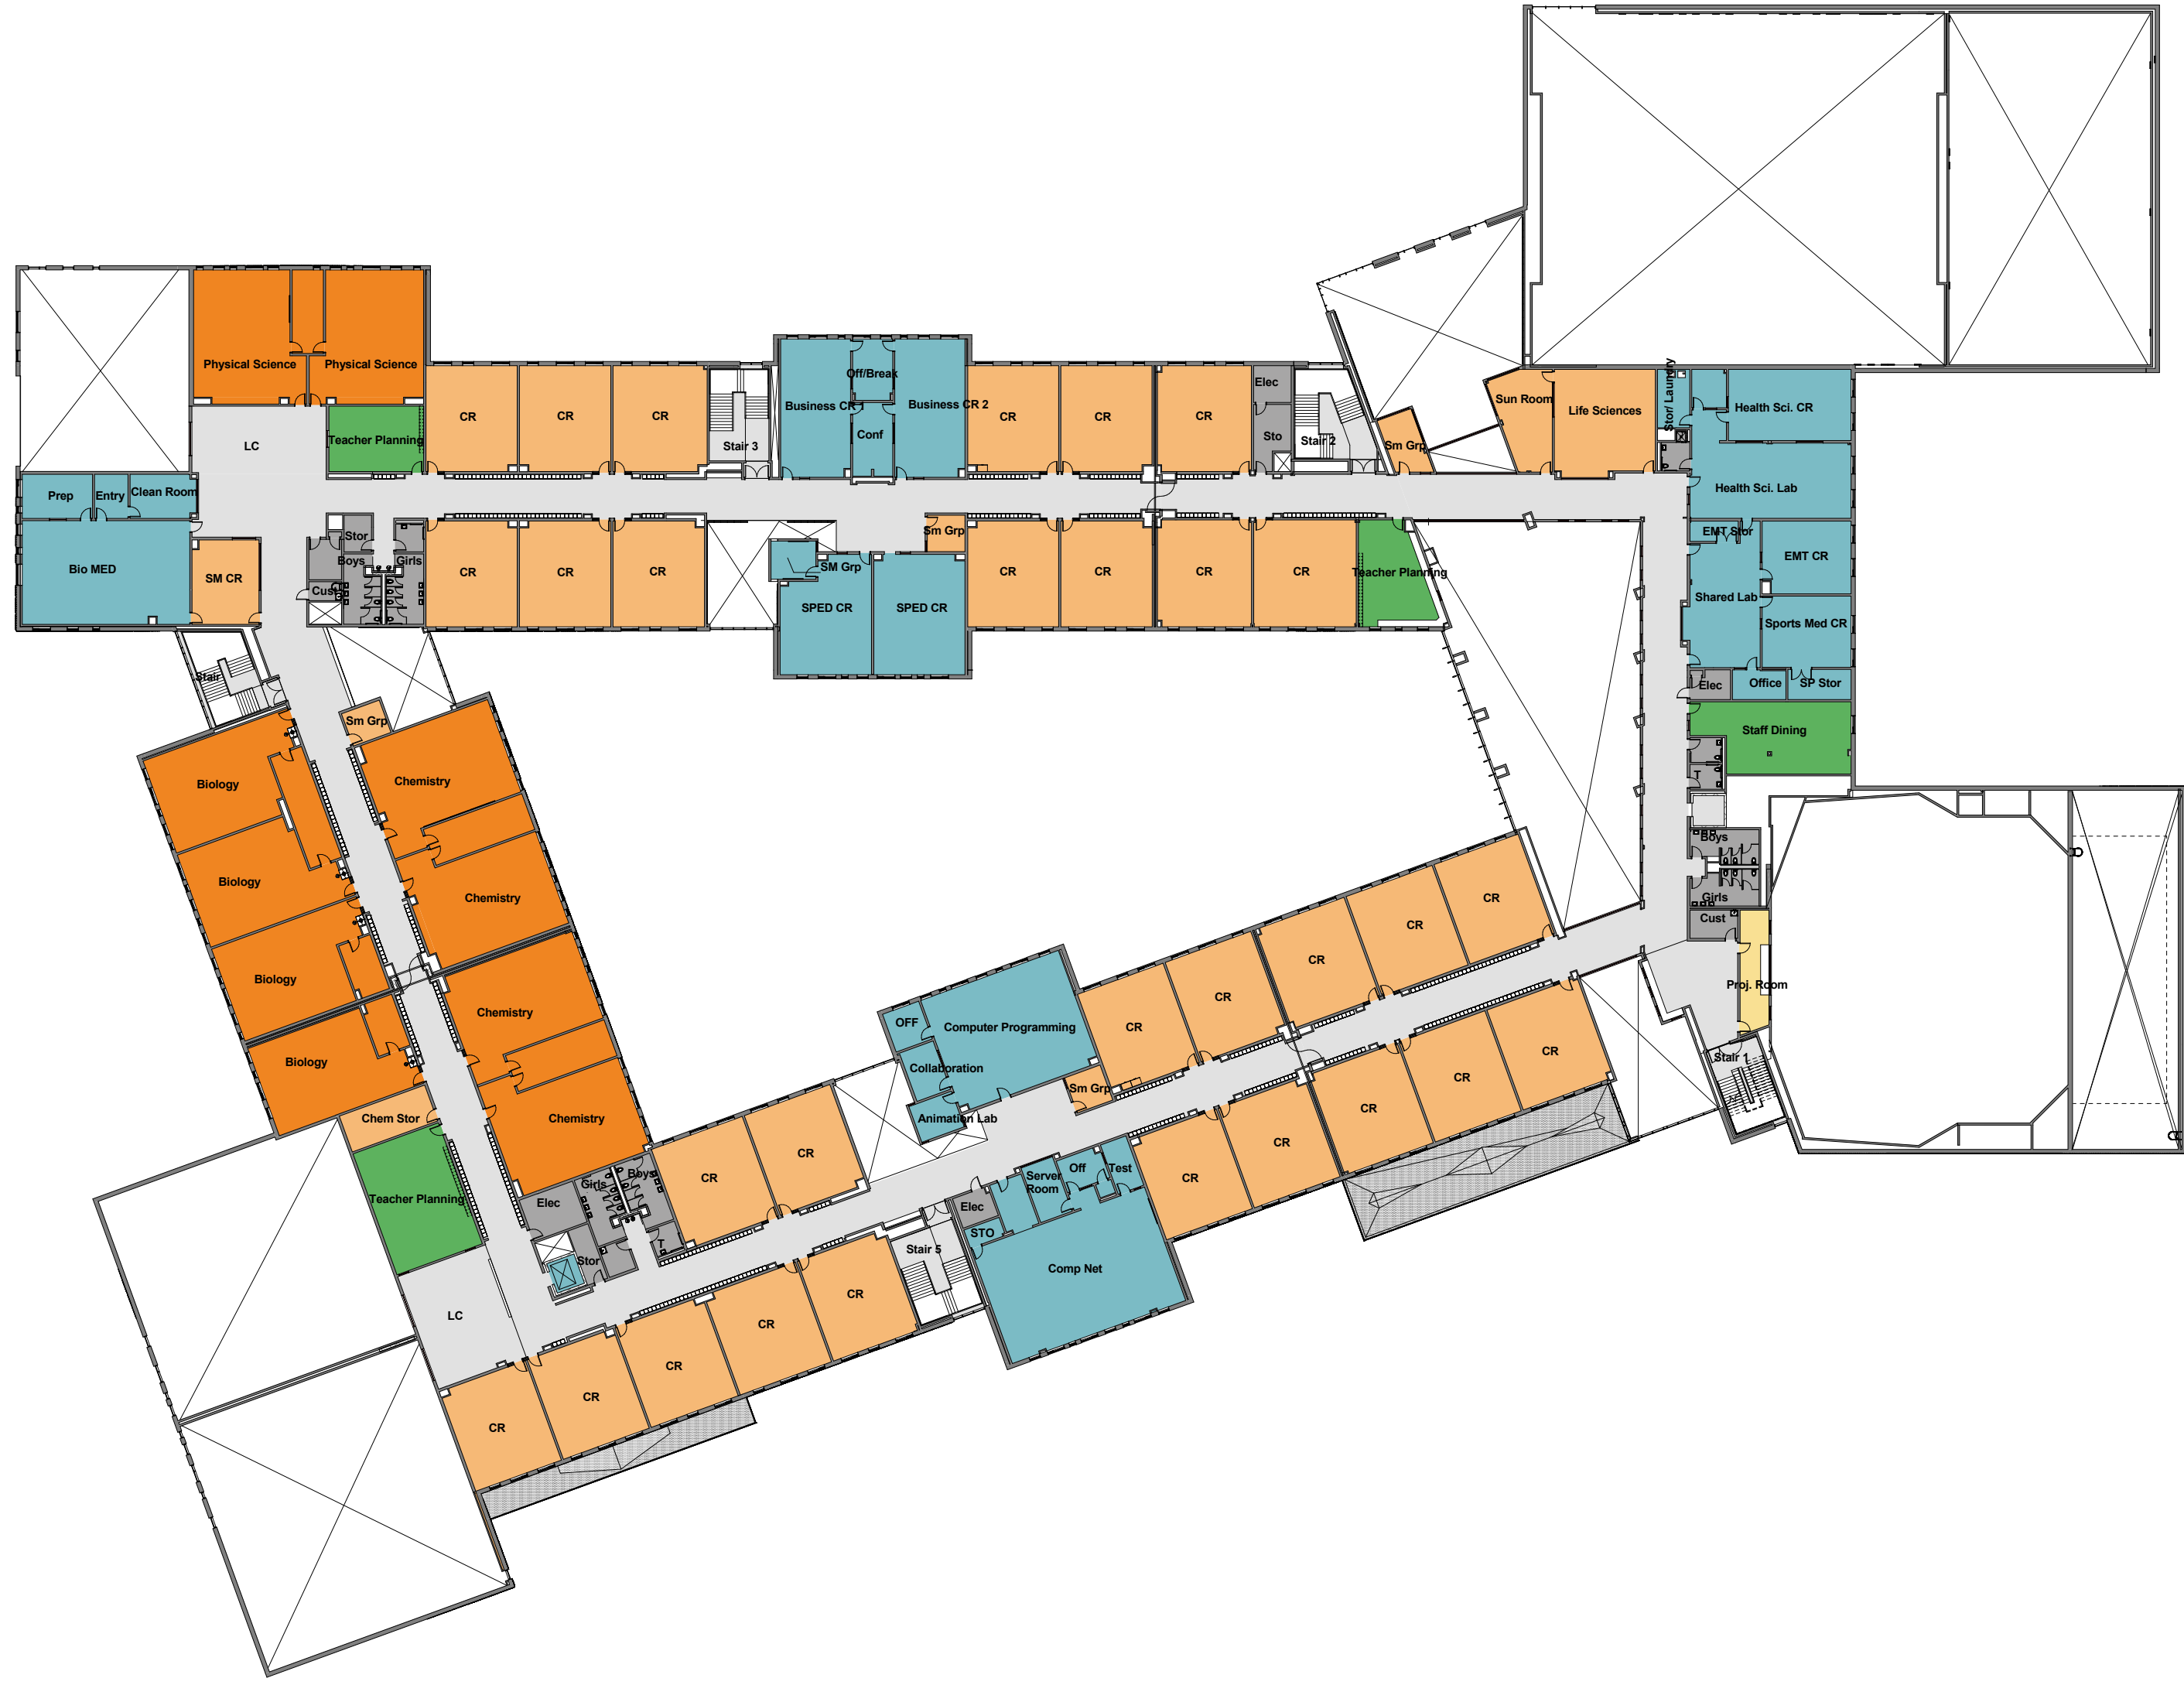 Physical Science
Physical Science
Teacher Planning
LC
CR
CR
CR
Stair 3
Off/Break
Business CR 1
Business CR 2
Conf
CR
CR
CR
Elec
Sto
Stair 2
Sm Grp
Sun Room
Life Sciences
Stor/ Laundry
Health Sci. CR
Health Sci. Lab
Prep
Entry
Clean Room
Bio MED
SM CR
Stor
Boys
Girls
Cust
CR
CR
CR
Sm Grp
SM Grp
SPED CR
SPED CR
CR
CR
CR
CR
Teacher Planning
EMT Stor
EMT CR
Shared Lab
Sports Med CR
Elec
Office
SP Stor
Staff Dining
T
Boys
Girls
Cust
Proj. Room
Stair 1
Stair
Sm Grp
Biology
Chemistry
Biology
Chemistry
Biology
Chemistry
Biology
Chemistry
Chem Stor
Teacher Planning
LC
Elec
Girls
Boys
Stor
T
CR
CR
OFF
Computer Programming
Collaboration
Animation Lab
Sm Grp
CR
CR
CR
CR
CR
CR
CR
CR
CR
CR
Test
Off
Server
Room
Elec
STO
Comp Net
Stair 5
CR
CR
CR
CR
CR